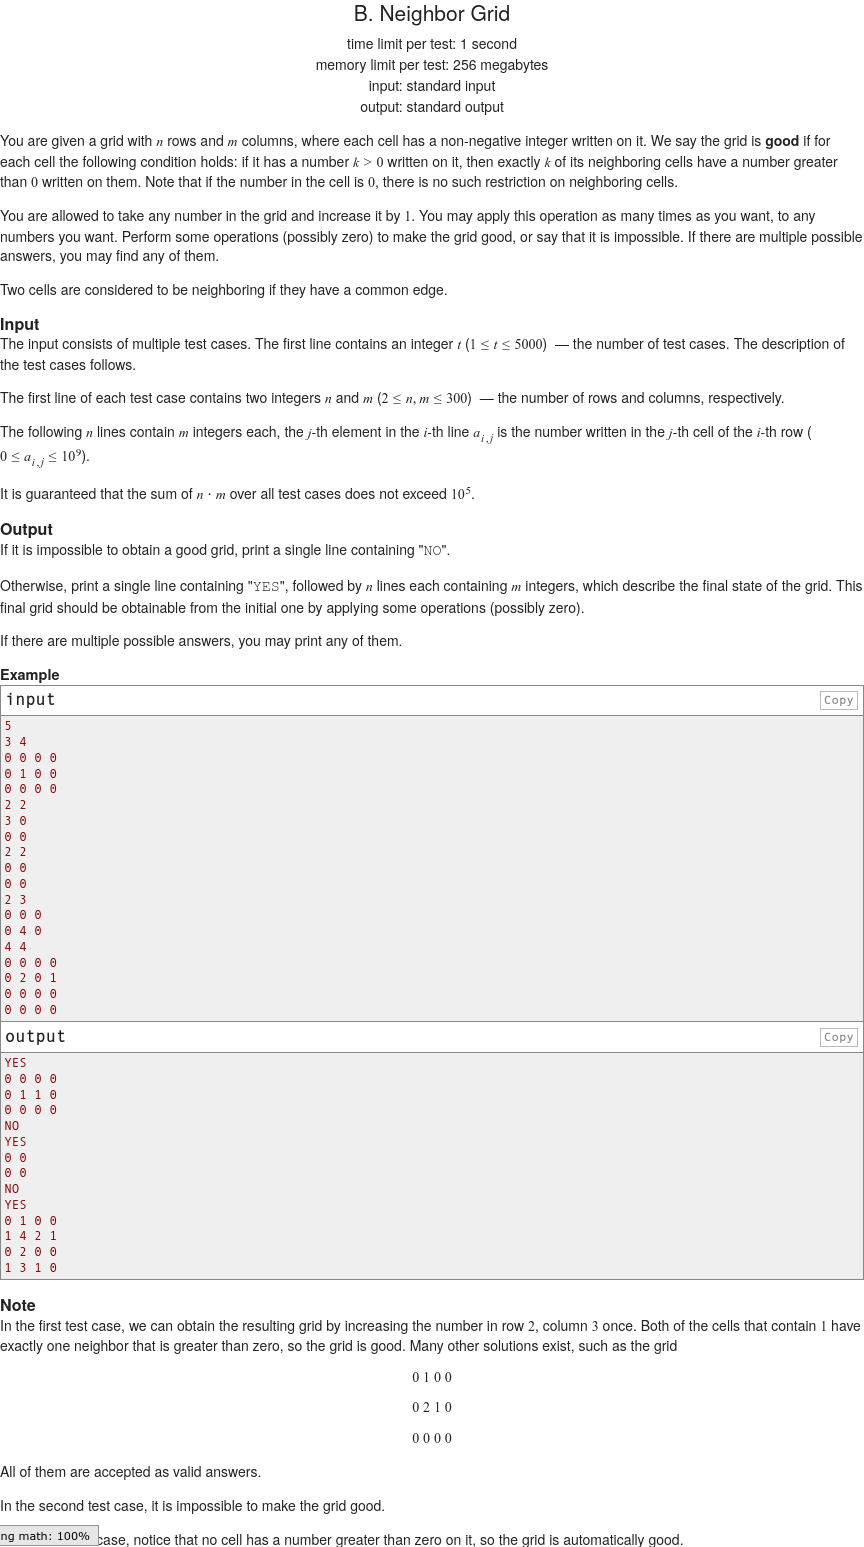 B. Neighbor Grid
time limit per test: 1 second
memory limit per test: 256 megabytes
input: standard input
output: standard output
You are given a grid with n rows and m columns, where each cell has a non-negative integer written on it. We say the grid is good if for
each cell the following condition holds: if it has a number k > 0 written on it, then exactly k of its neighboring cells have a number greater
than 0 written on them. Note that if the number in the cell is 0, there is no such restriction on neighboring cells.
You are allowed to take any number in the grid and increase it by 1. You may apply this operation as many times as you want, to any
numbers you want. Perform some operations (possibly zero) to make the grid good, or say that it is impossible. If there are multiple possible
answers, you may find any of them.
Two cells are considered to be neighboring if they have a common edge.
Input
The input consists of multiple test cases. The first line contains an integer t (1 ≤ t ≤ 5000) — the number of test cases. The description of
the test cases follows.
The first line of each test case contains two integers n and m (2 ≤ n, m ≤ 300) — the number of rows and columns, respectively.
The following n lines contain m integers each, the j-th element in the i-th line a_{i,j} is the number written in the j-th cell of the i-th row (
0 ≤ a_{i,j} ≤ 10^9).
It is guaranteed that the sum of n · m over all test cases does not exceed 10^5.
Output
If it is impossible to obtain a good grid, print a single line containing "NO".
Otherwise, print a single line containing "YES", followed by n lines each containing m integers, which describe the final state of the grid. This
final grid should be obtainable from the initial one by applying some operations (possibly zero).
If there are multiple possible answers, you may print any of them.
Example
input Copy
5
3 4
0 0 0 0
0 1 0 0
0 0 0 0
2 2
3 0
0 0
2 2
0 0
0 0
2 3
0 0 0
0 4 0
4 4
0 0 0 0
0 2 0 1
0 0 0 0
0 0 0 0
output Copy
YES
0 0 0 0
0 1 1 0
0 0 0 0
NO
YES
0 0
0 0
NO
YES
0 1 0 0
1 4 2 1
0 2 0 0
1 3 1 0
Note
In the first test case, we can obtain the resulting grid by increasing the number in row 2, column 3 once. Both of the cells that contain 1 have
exactly one neighbor that is greater than zero, so the grid is good. Many other solutions exist, such as the grid
0 1 0 0
0 2 1 0
0 0 0 0
All of them are accepted as valid answers.
In the second test case, it is impossible to make the grid good.
ng math: 100% case, notice that no cell has a number greater than zero on it, so the grid is automatically good.